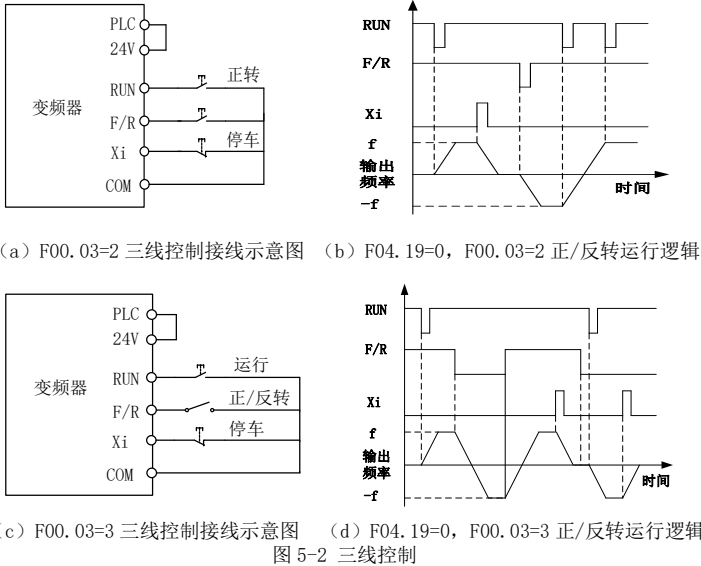 PLC
24V
RUN
正转
变频器
F/R
停车
Xi
COM
RUN
F/R
Xi
f
输出
频率
-f
时间
(a) F00.03=2 三线控制接线示意图
(b) F04.19=0, F00.03=2 正/反转运行逻辑
PLC
24V
运行
RUN
变频器
正/反转
F/R
停车
Xi
COM
RUN
F/R
Xi
f
输出
频率
-f
时间
c) F00.03=3 三线控制接线示意图
(d) F04.19=0, F00.03=3 正/反转运行逻辑
图 5-2 三线控制